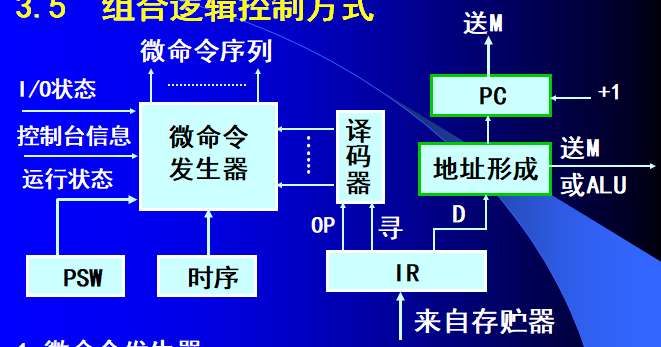 3.5 组合逻辑控制方式
送M
微命令序列
I/O状态
PC
+1
控制台信息
微命令
发生器
译码器
地址形成
送M
或ALU
运行状态
OP
寻
D
PSW
时序
IR
来自存贮器
1.微命令发生器